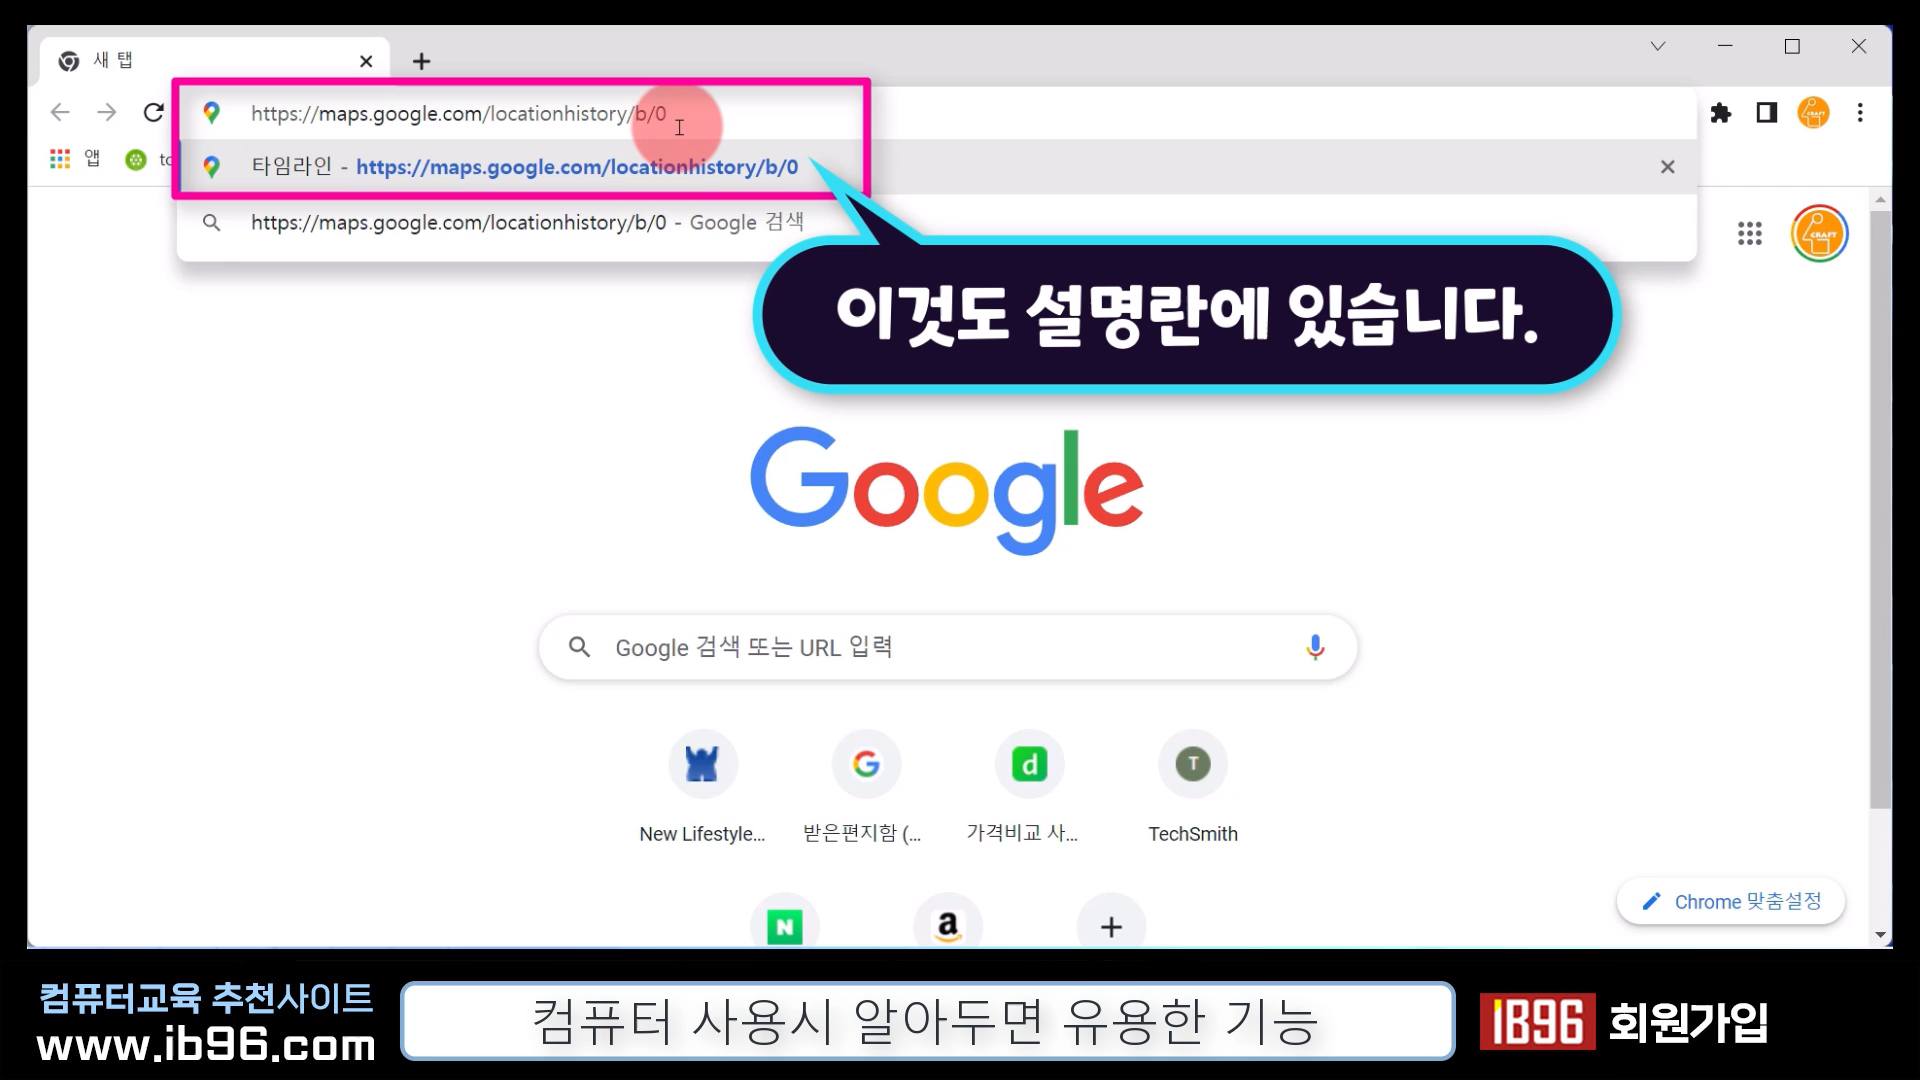 새 탭
https://maps.google.com/locationhistory/b/0
앱
타임라인 - https://maps.google.com/locationhistory/b/0
https://maps.google.com/locationhistory/b/0 - Google 검색
CRAFT
이것도 설명란에 있습니다.
Google
Google 검색 또는 URL 입력
New Lifestyle...
받은편지함 (...
가격비교 사...
TechSmith
Chrome 맞춤설정
컴퓨터교육 추천사이트
www.ib96.com
컴퓨터 사용시 알아두면 유용한 기능
IB96 회원가입